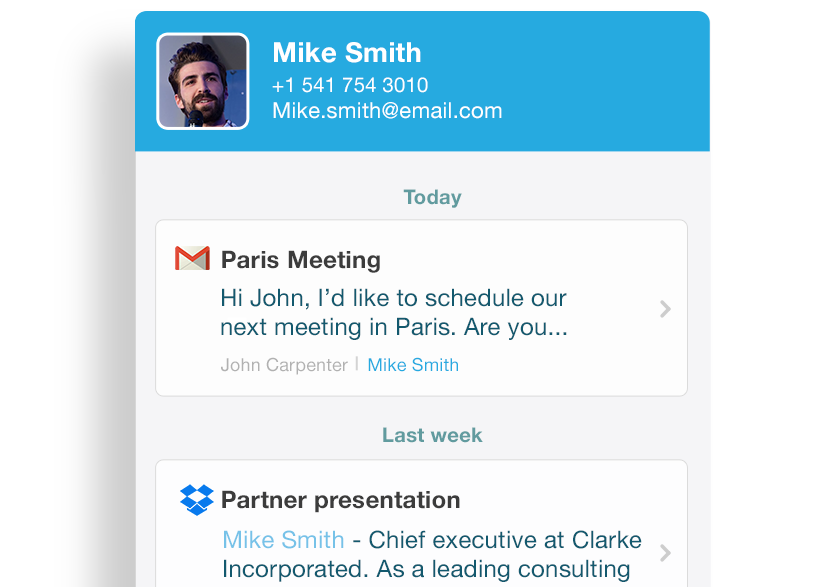 Mike Smith
+1 541 754 3010
Mike.smith@email.com
Today
Paris Meeting
Hi John, I’d like to schedule our
next meeting in Paris. Are you...
John Carpenter | Mike Smith
Last week
Partner presentation
Mike Smith - Chief executive at Clarke
Incorporated. As a leading consulting